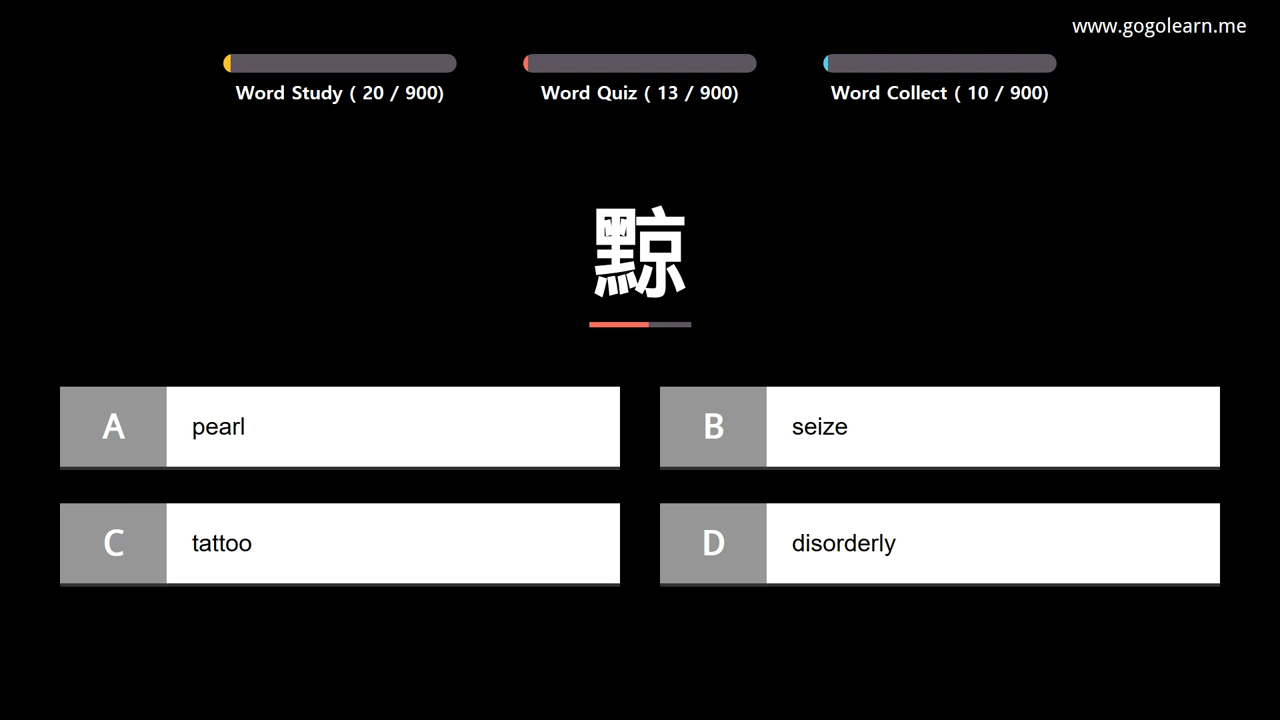 www.gogolearn.me
Word Study ( 20 / 900)
Word Quiz ( 13 / 900)
Word Collect ( 10 / 900)
黥
A pearl
B seize
C tattoo
D disorderly